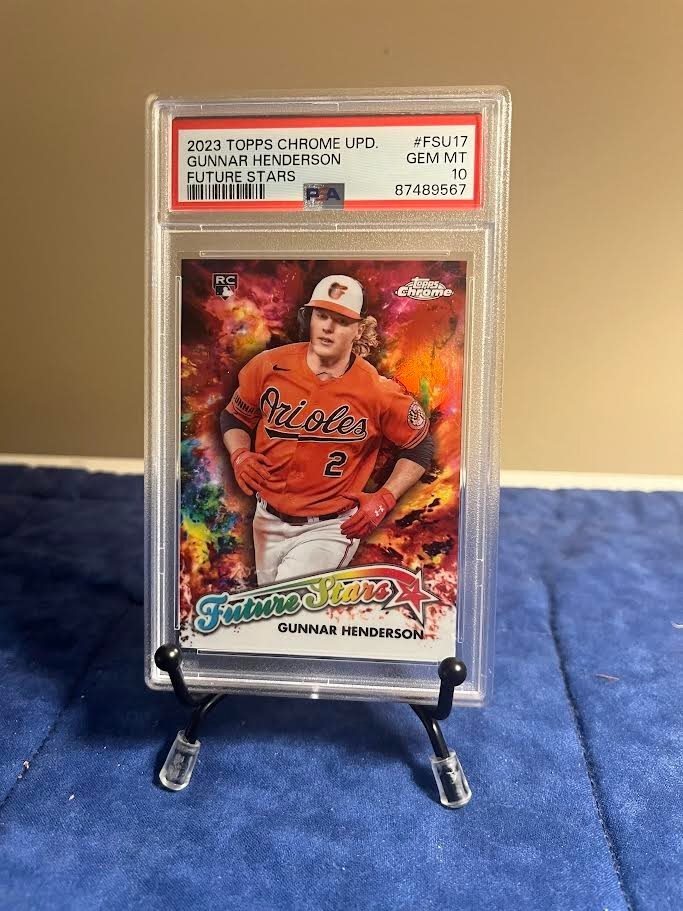 2023 TOPPS CHROME UPD. #FSU17
GUNNAR HENDERSON GEM MT
FUTURE STARS 10
PSA 87489567
RC
Topps Chrome
Orioles
2
Future Stars
GUNNAR HENDERSON